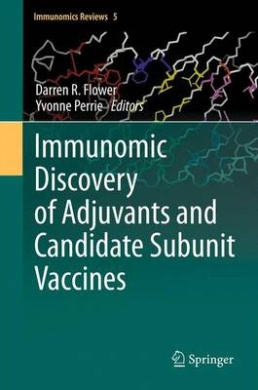 Immunomics Reviews 5
Darren R. Flower
Yvonne Perrie Editors
Immunomic
Discovery
of Adjuvants and
Candidate Subunit
Vaccines
Springer